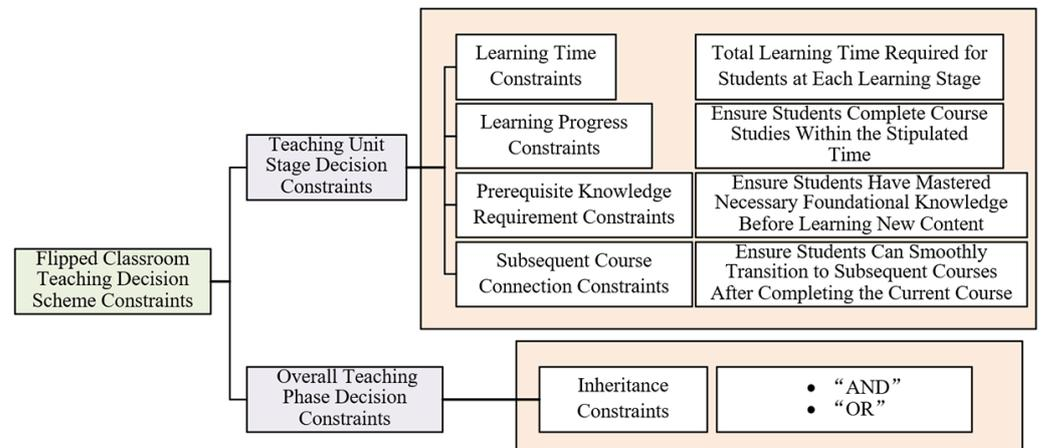 Flipped Classroom
Teaching Decision
Scheme Constraints
Teaching Unit
Stage Decision
Constraints
Learning Time
Constraints
Total Learning Time Required for
Students at Each Learning Stage
Learning Progress
Constraints
Ensure Students Complete Course
Studies Within the Stipulated
Time
Prerequisite Knowledge
Requirement Constraints
Ensure Students Have Mastered
Necessary Foundational Knowledge
Before Learning New Content
Subsequent Course
Connection Constraints
Ensure Students Can Smoothly
Transition to Subsequent Courses
After Completing the Current Course
Overall Teaching
Phase Decision
Constraints
Inheritance
Constraints
• “AND”
• “OR”